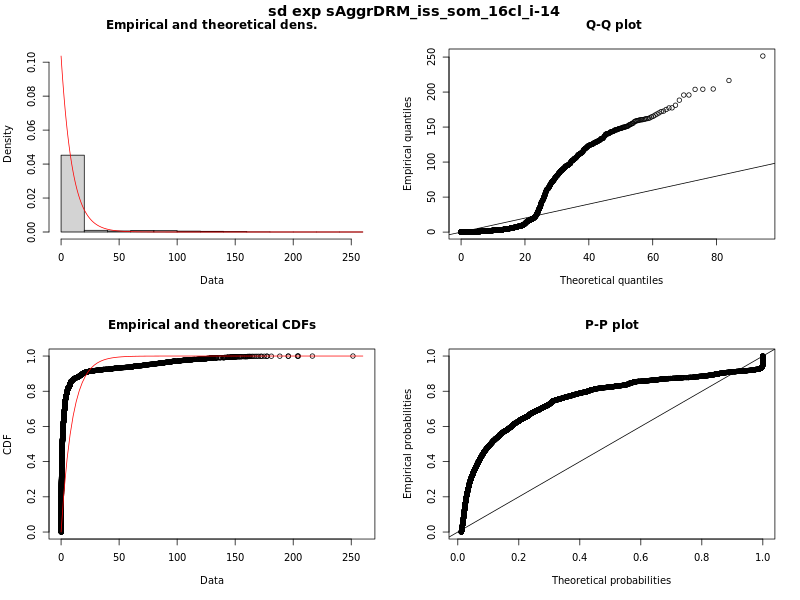 sd exp sAggrDRM_iss_som_16cl_i-14
Empirical and theoretical dens.
Density
0.00 0.02 0.04 0.06 0.08 0.10
0 50 100 150 200 250
Data
Q-Q plot
Empirical quantiles
0 50 100 150 200 250
0 20 40 60 80
Theoretical quantiles
Empirical and theoretical CDFs
CDF
0.0 0.2 0.4 0.6 0.8 1.0
0 50 100 150 200 250
Data
P-P plot
Empirical probabilities
0.0 0.2 0.4 0.6 0.8 1.0
0.0 0.2 0.4 0.6 0.8 1.0
Theoretical probabilities